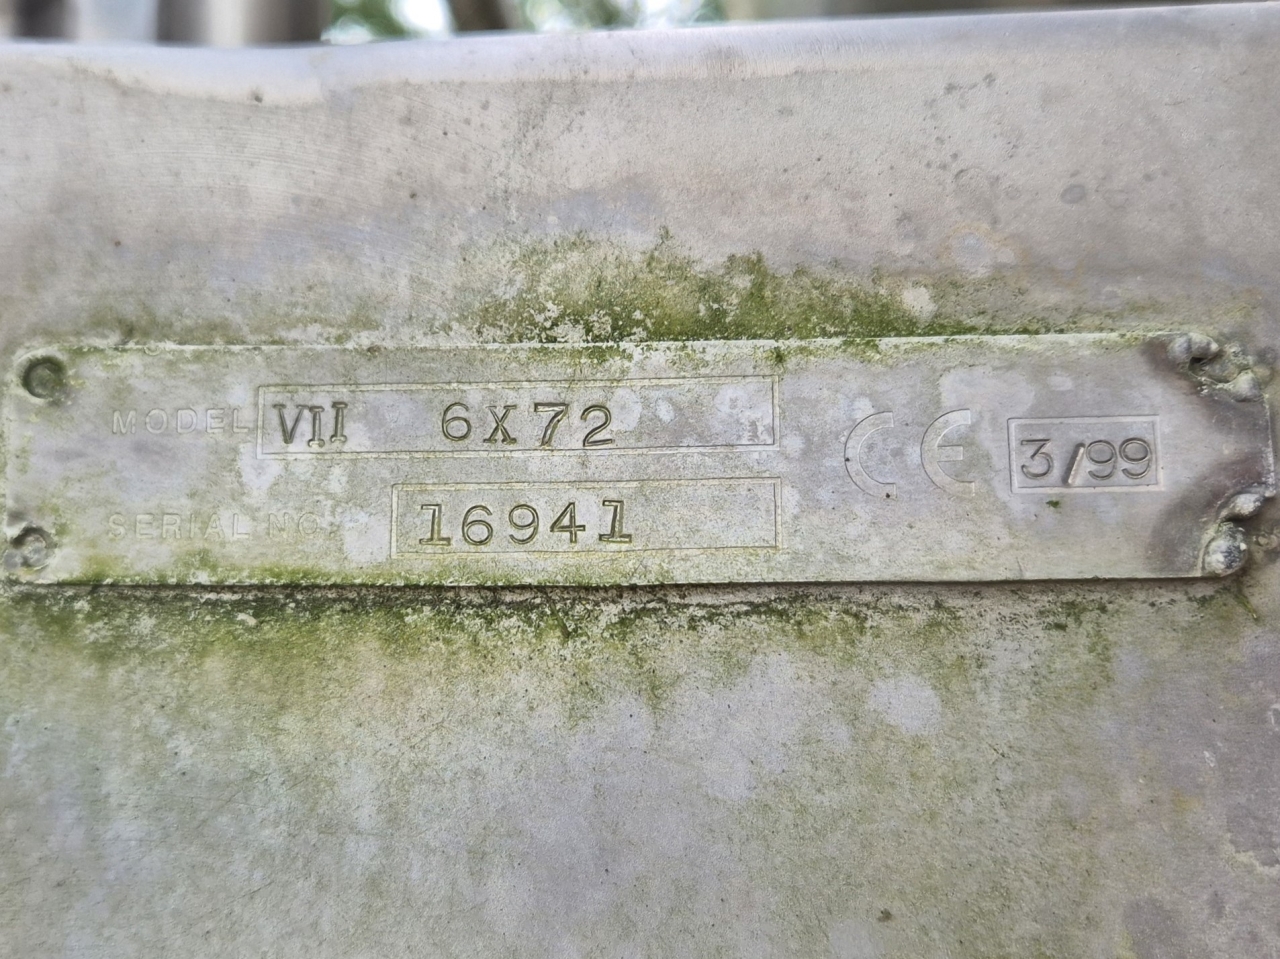 MODEL VII 6X72
SERIAL NO. 16941
CE 3/99